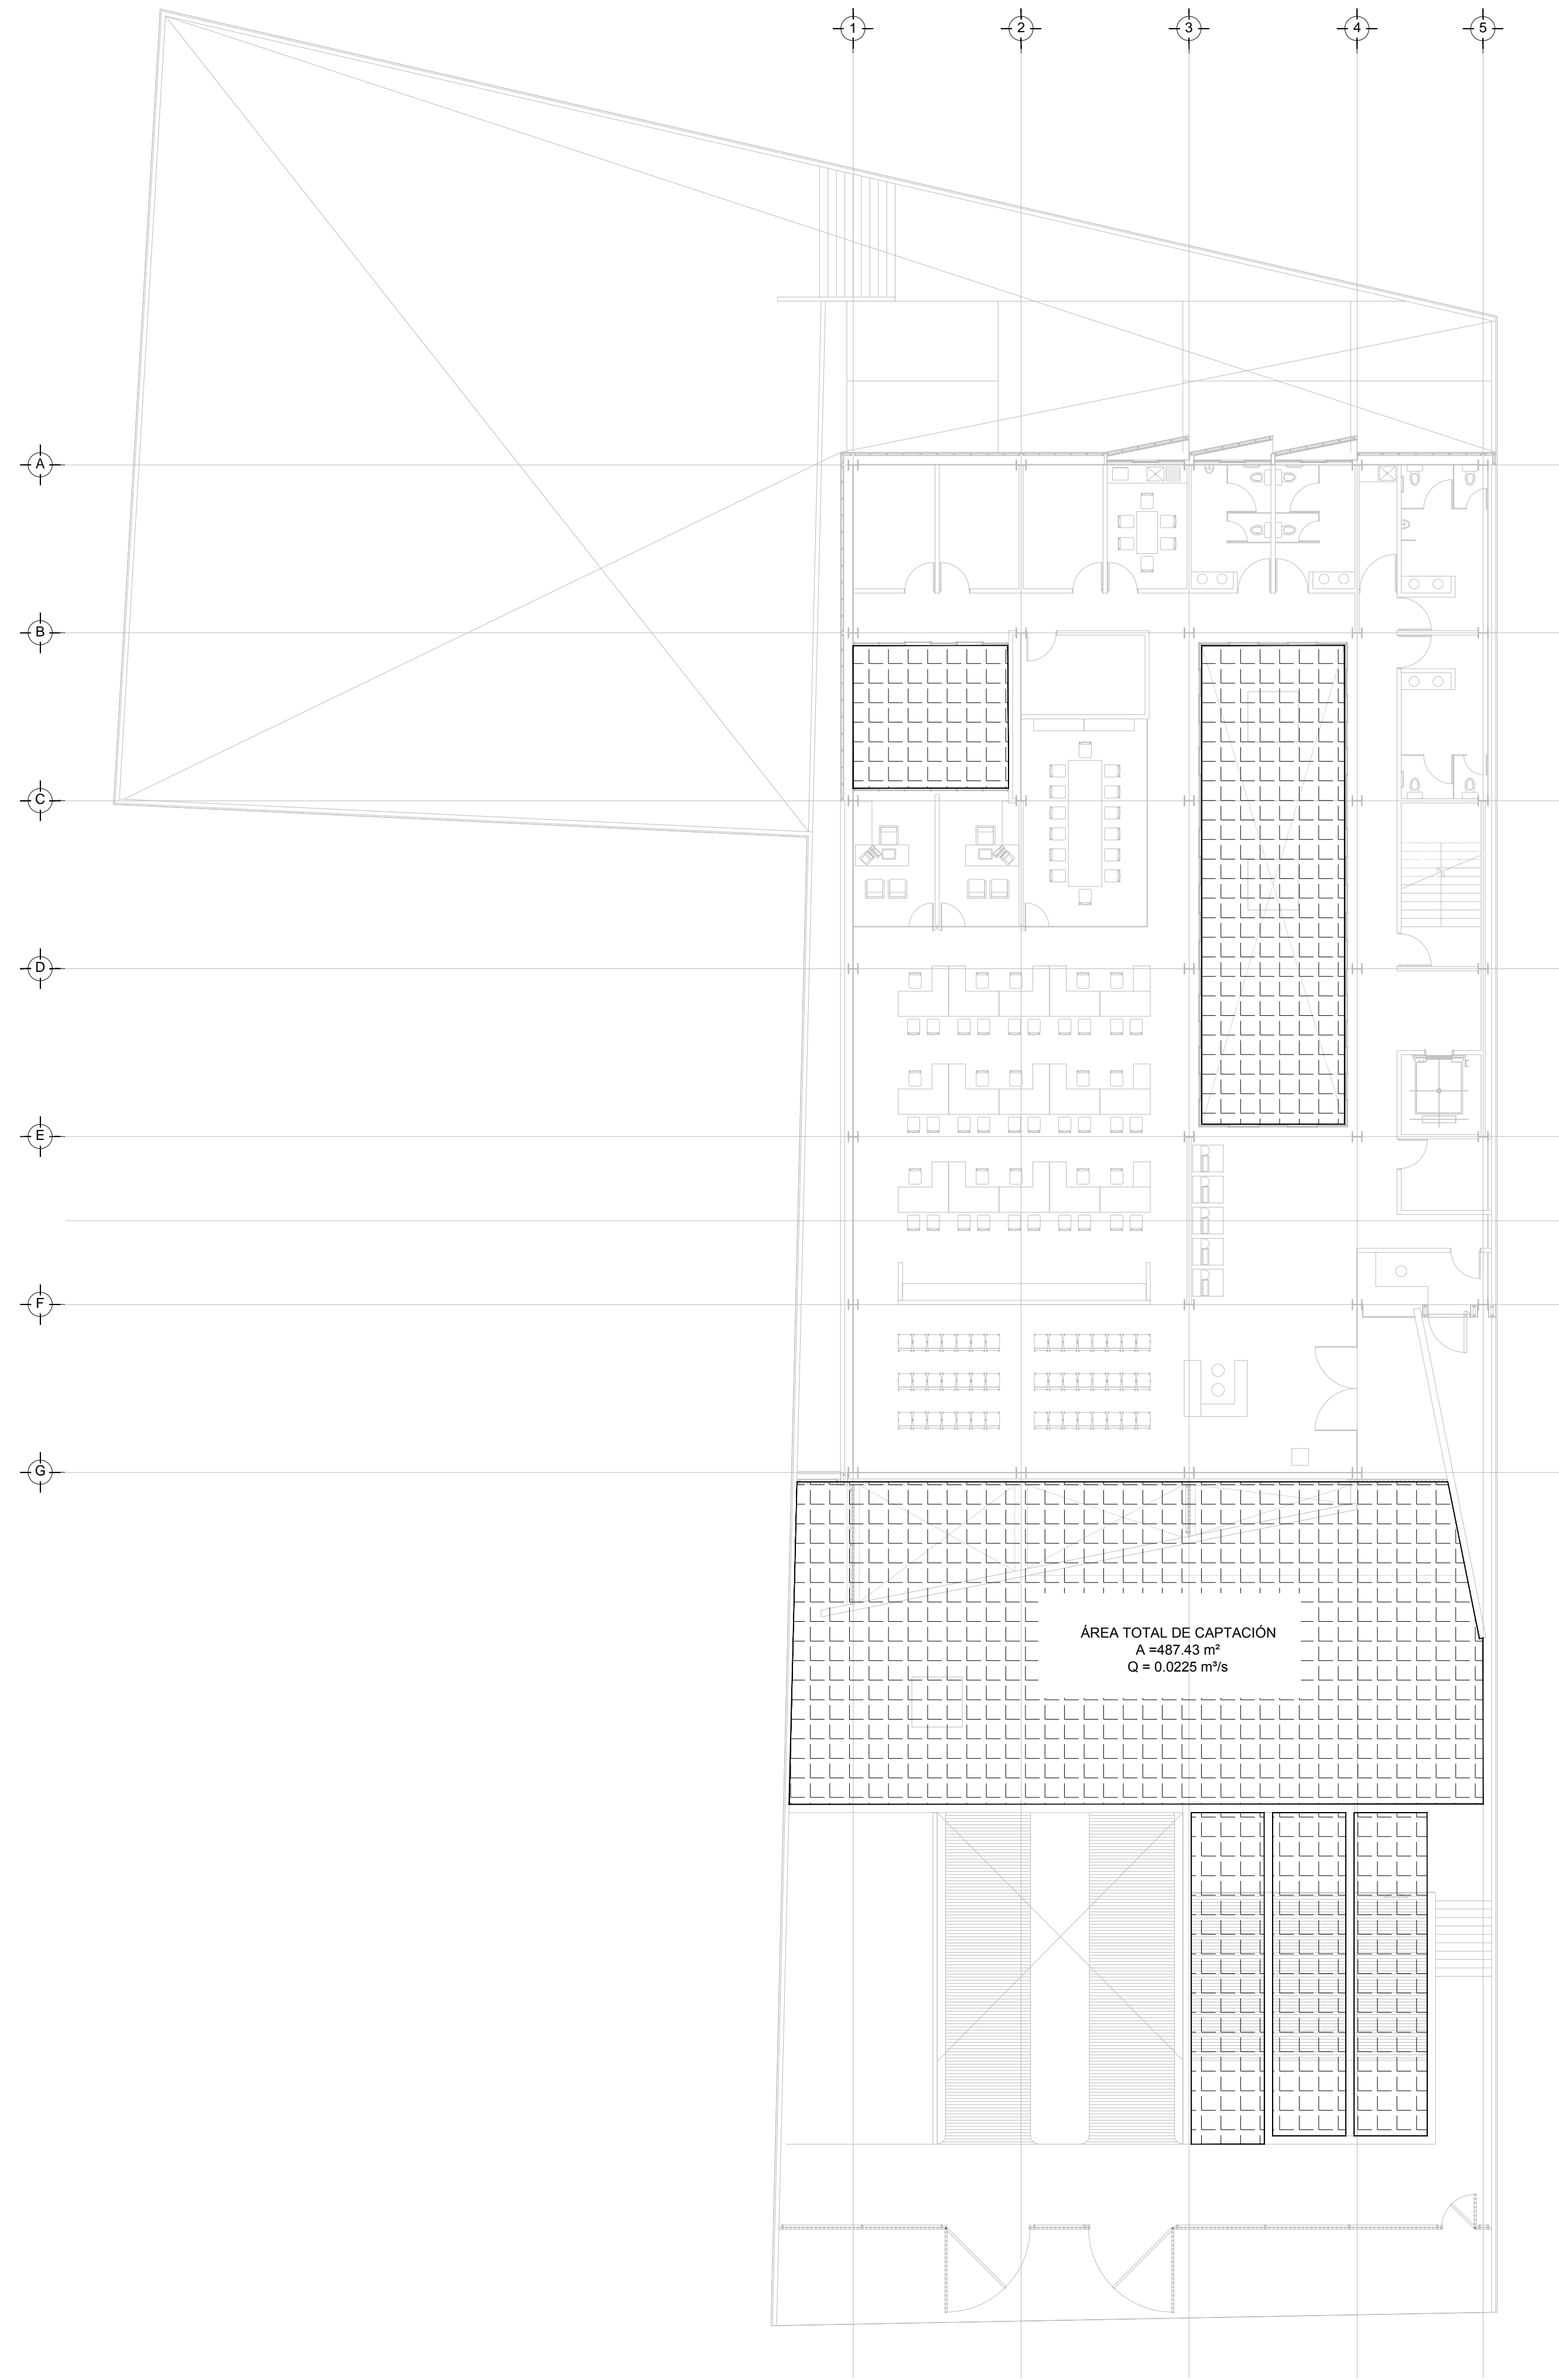 1
2
3
4
5
A
B
C
D
E
F
G
ÁREA TOTAL DE CAPTACIÓN
A =487.43 m²
Q = 0.0225 m³/s